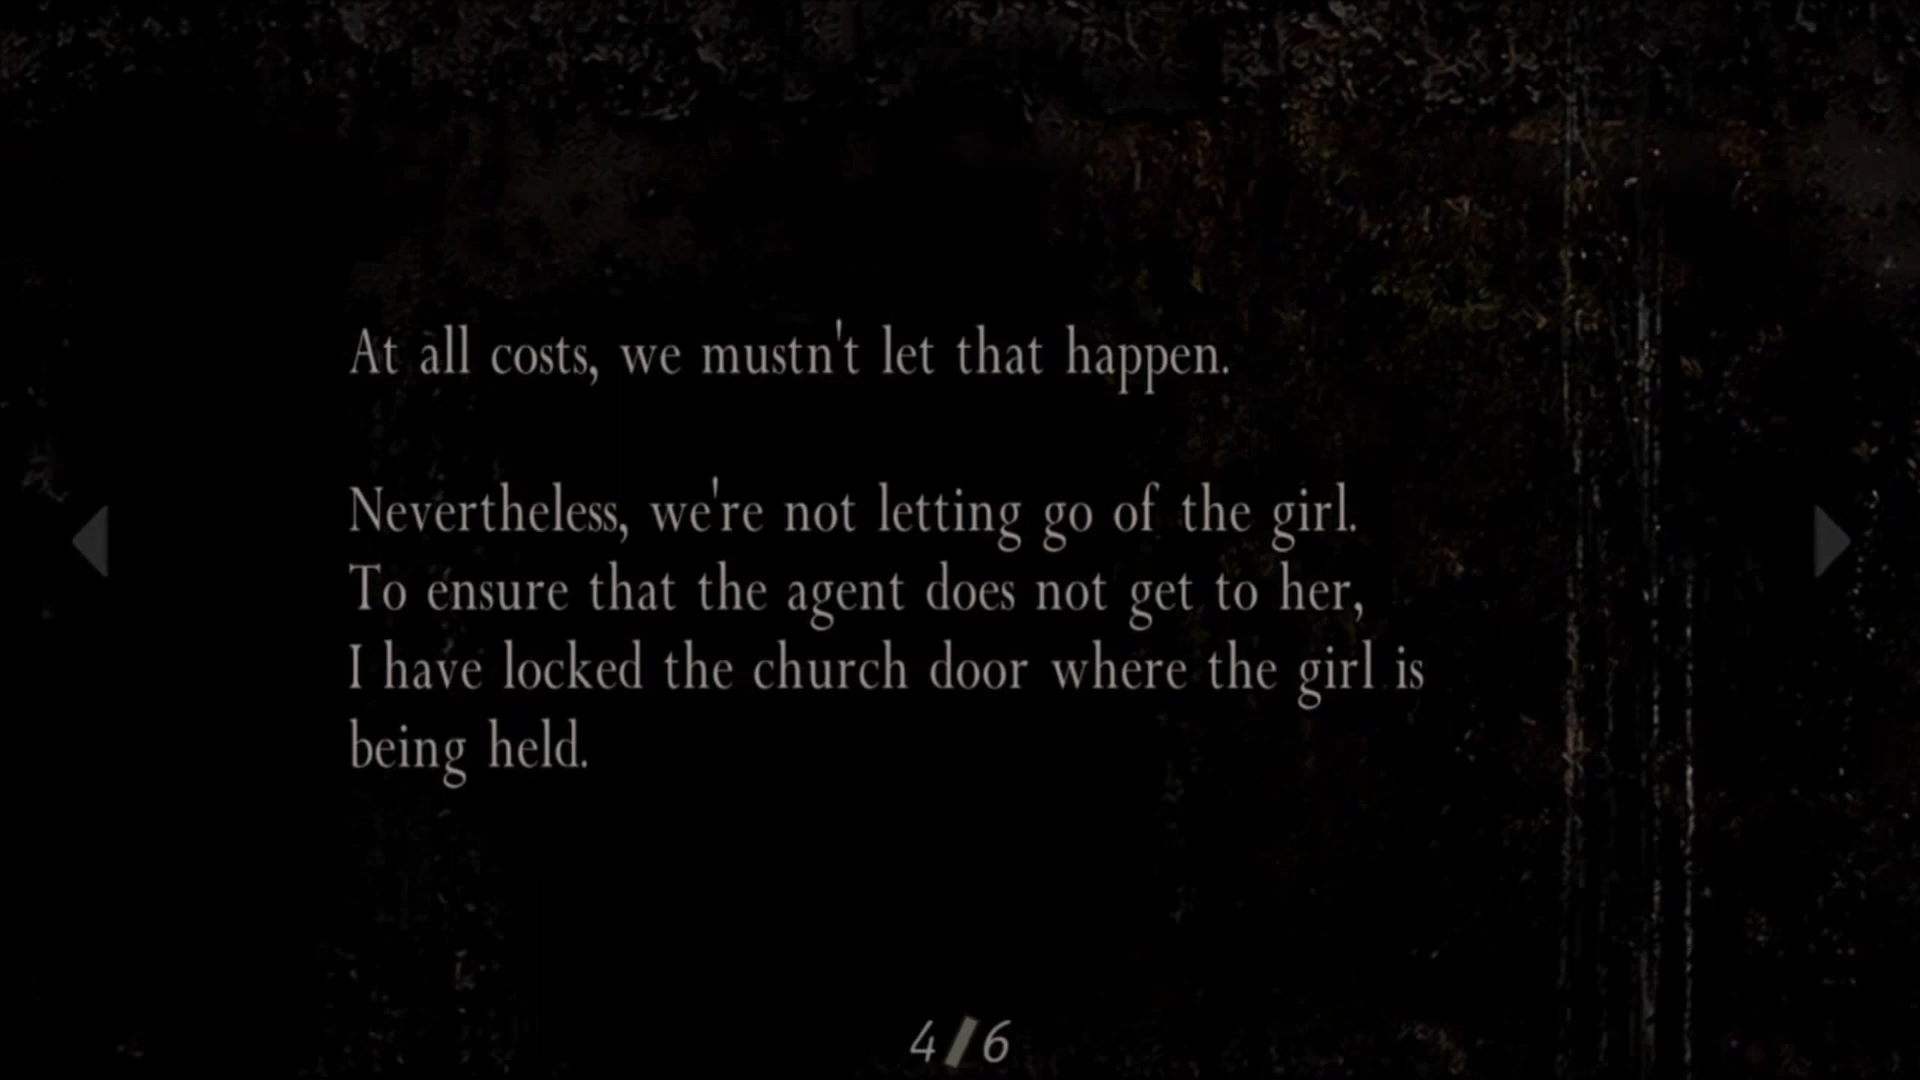 At all costs, we mustn't let that happen.
Nevertheless, we're not letting go of the girl.
To ensure that the agent does not get to her,
I have locked the church door where the girl is
being held.
4/6